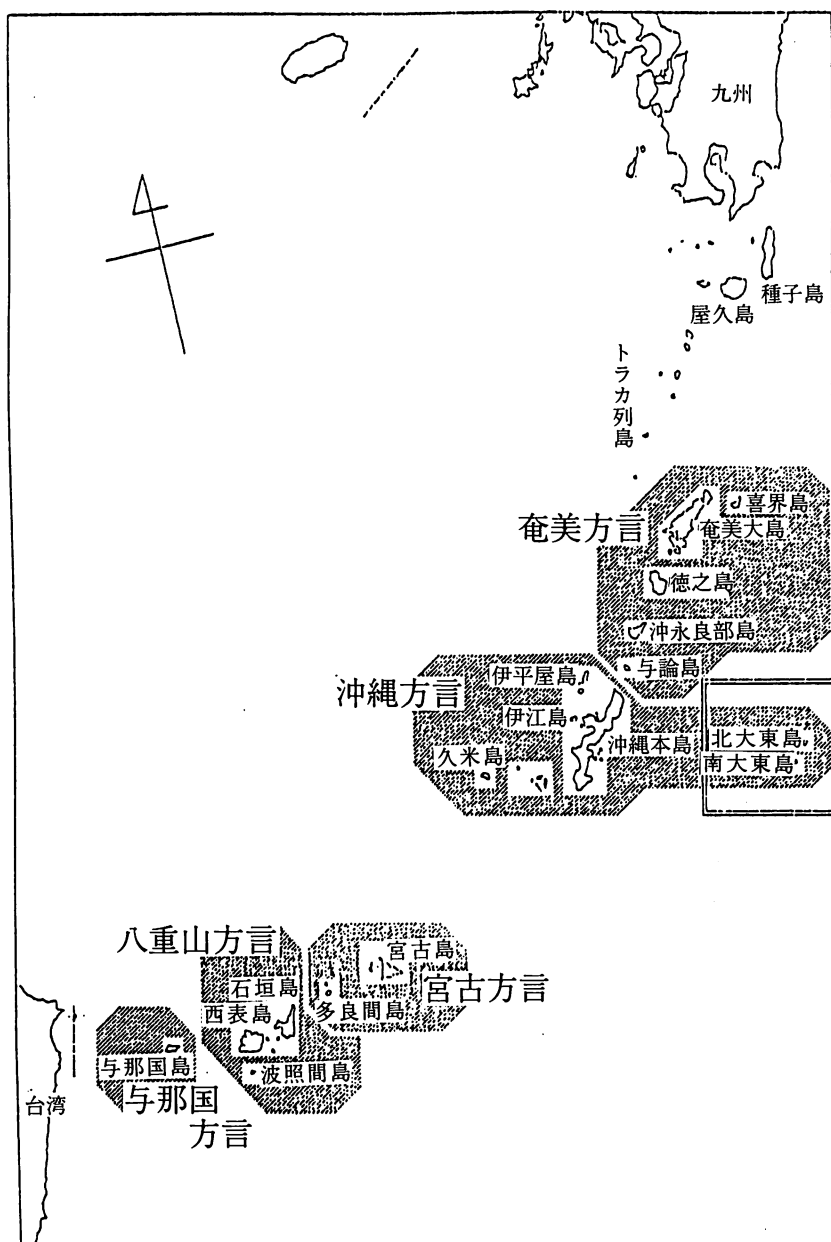 九州
種子島
屋久島
トラカ列島
喜界島
奄美方言
奄美大島
徳之島
沖永良部島
与論島
伊平屋島
沖縄方言
伊江島
沖縄本島
北大東島
久米島
南大東島
八重山方言
宮古島
石垣島
宮古方言
西表島
多良間島
与那国島
波照間島
台湾
与那国
方言